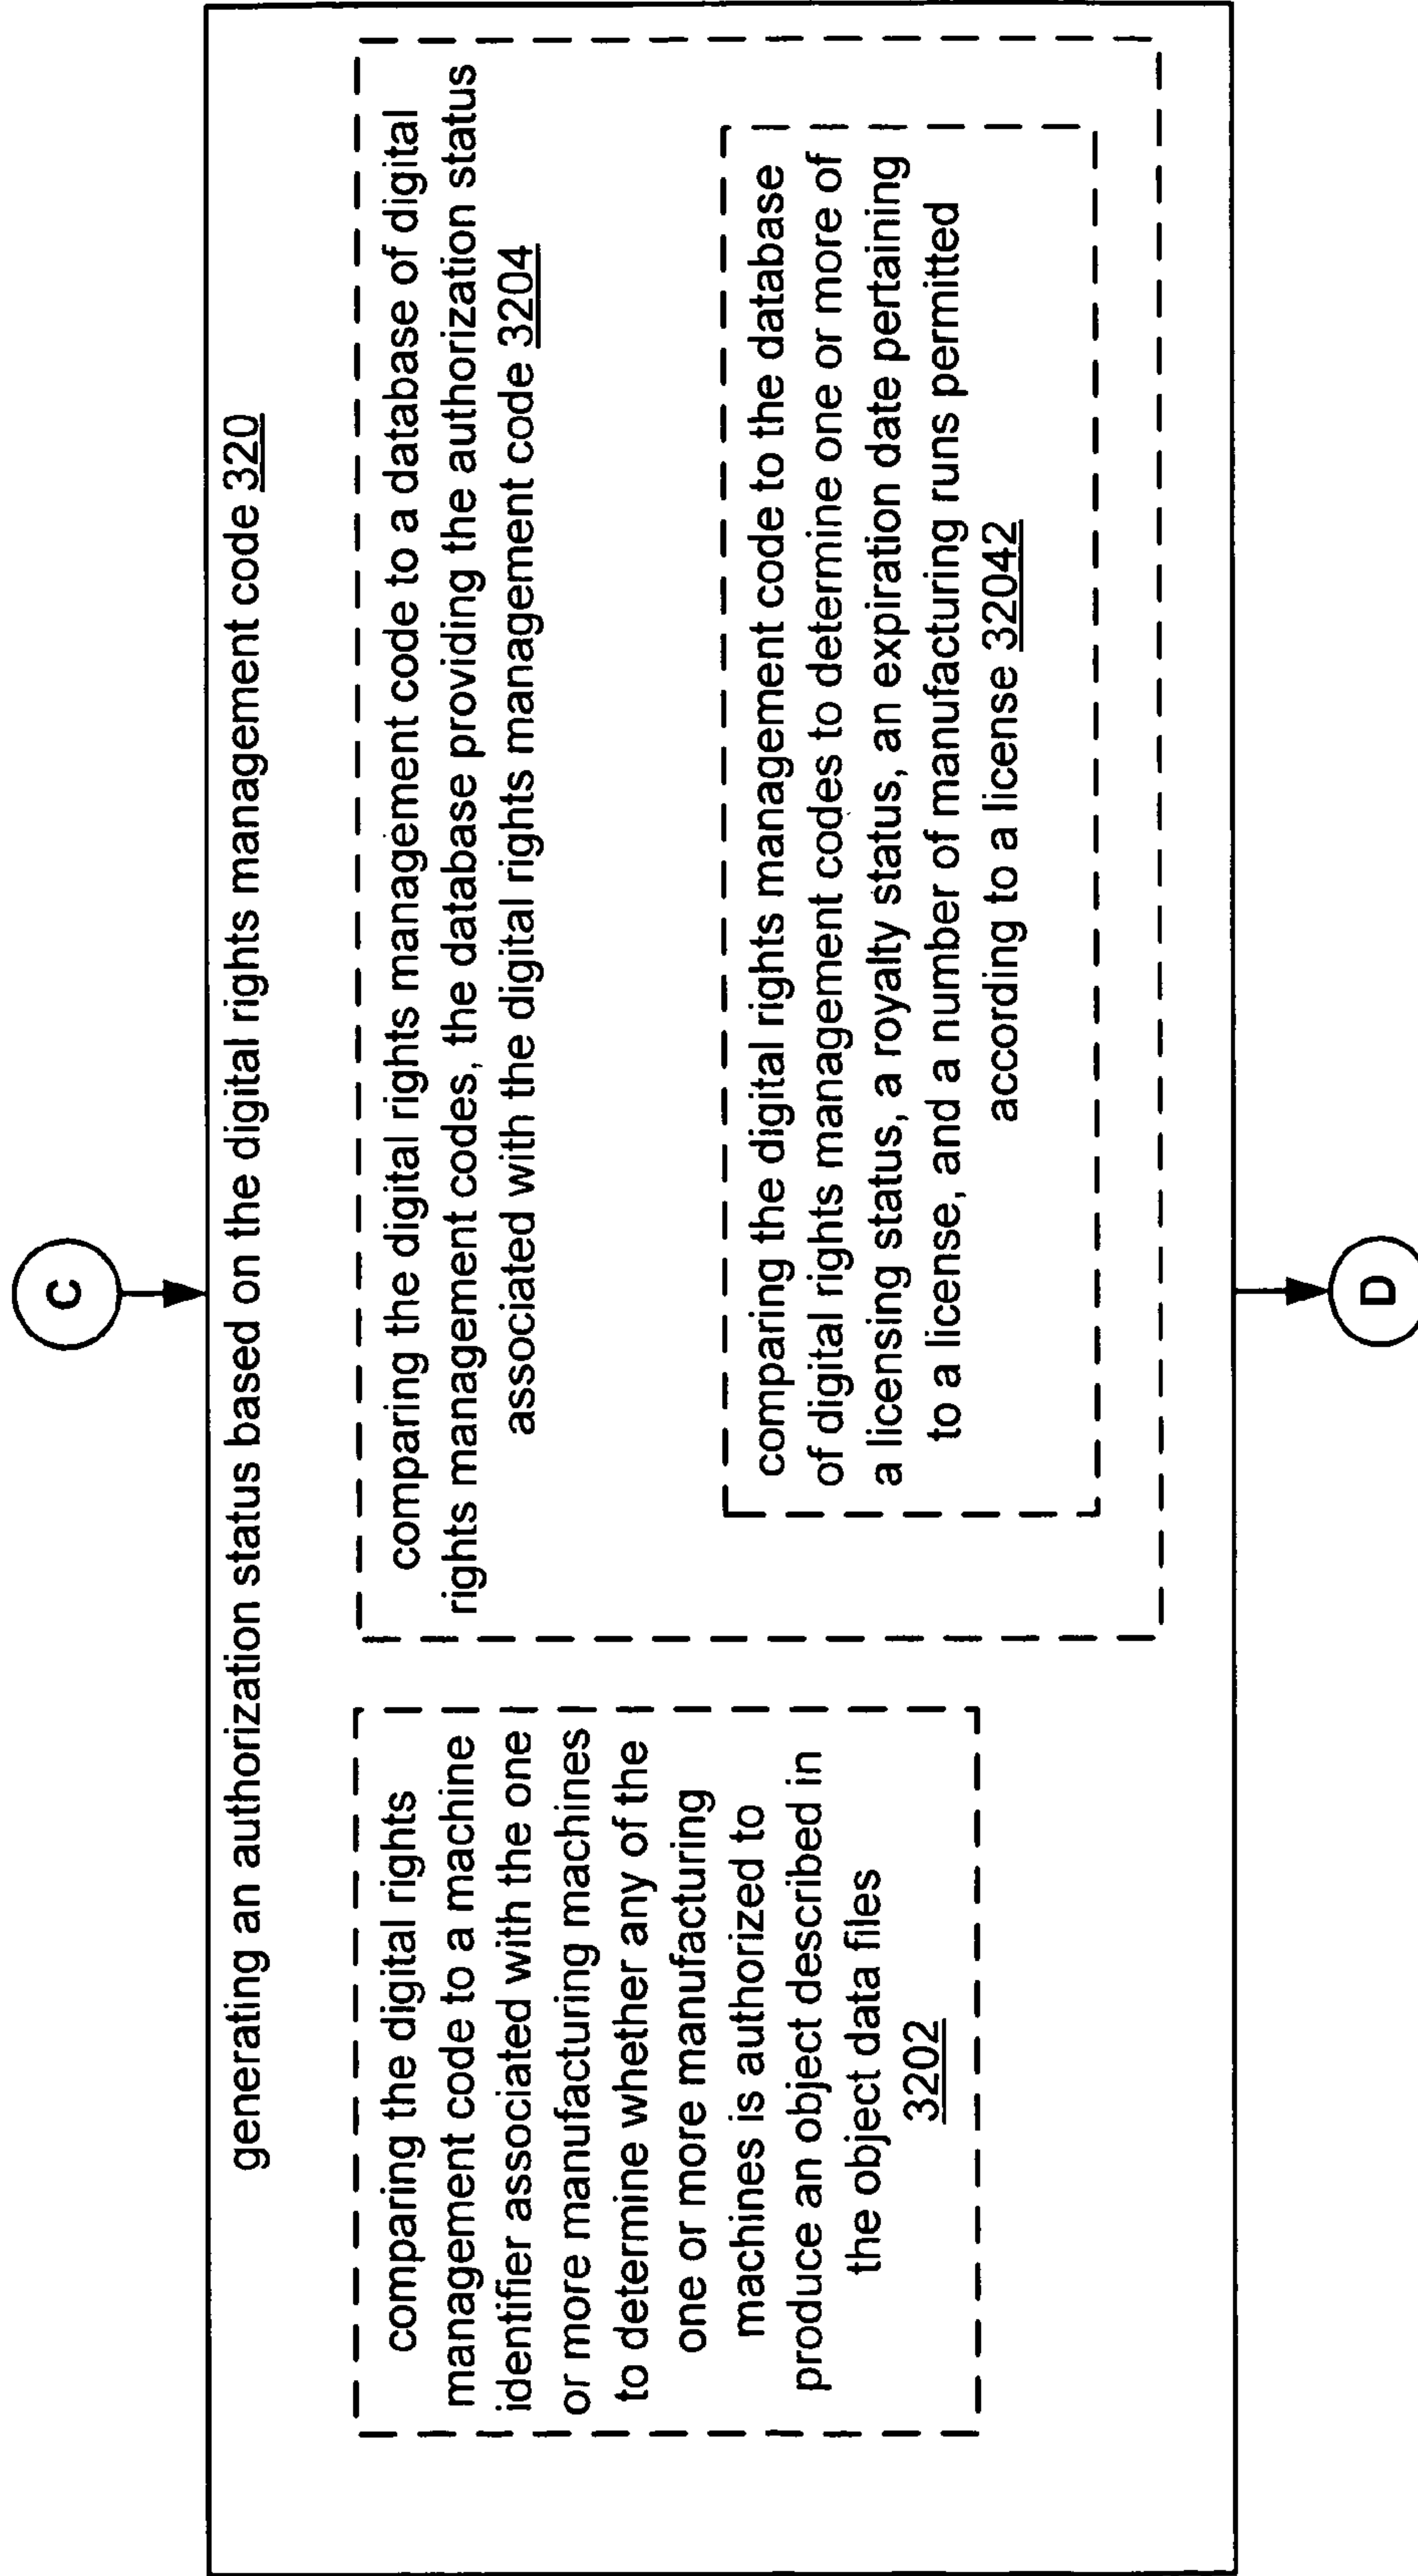 C
generating an authorization status based on the digital rights management code 320
comparing the digital rights
management code to a machine
identifier associated with the one
or more manufacturing machines
to determine whether any of the
one or more manufacturing
machines is authorized to
produce an object described in
the object data files
3202
comparing the digital rights management code to a database of digital
rights management codes, the database providing the authorization status
associated with the digital rights management code 3204
comparing the digital rights management code to the database
of digital rights management codes to determine one or more of
a licensing status, a royalty status, an expiration date pertaining
to a license, and a number of manufacturing runs permitted
according to a license 32042
D